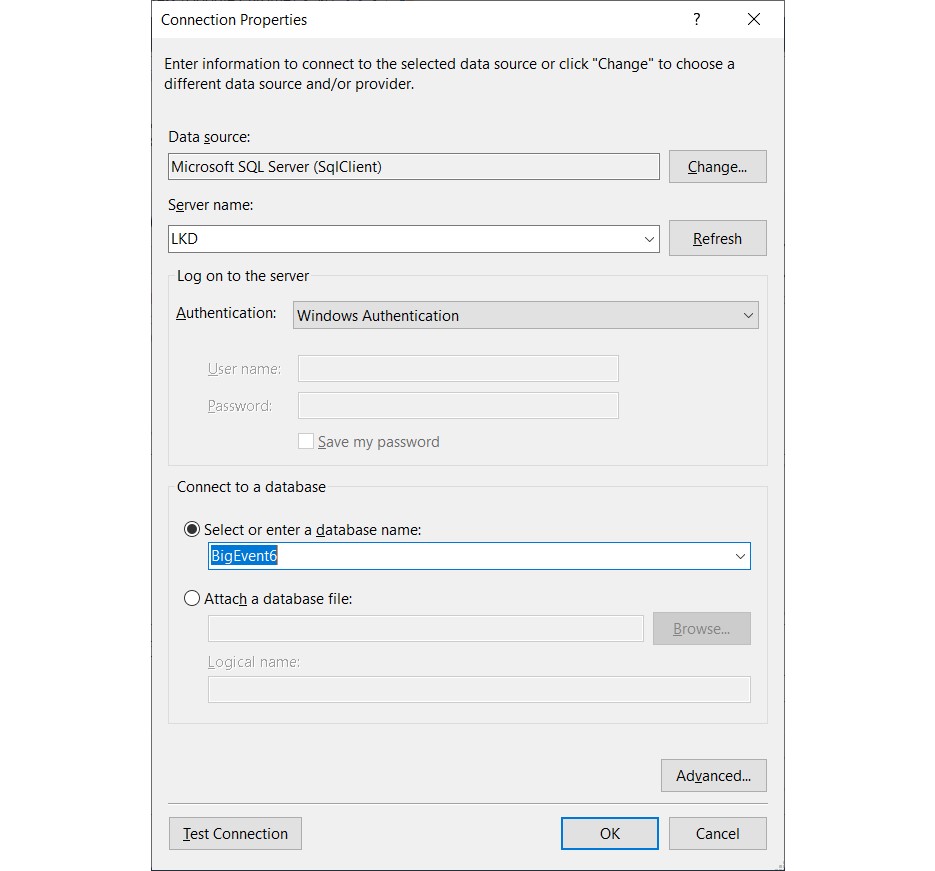 Connection Properties
?
Enter information to connect to the selected data source or click "Change" to choose a
different data source and/or provider.
Data source:
Microsoft SQL Server (SqlClient)
Change...
Server name:
LKD
Refresh
Log on to the server
Authentication:
Windows Authentication
User name:
Password:
Save my password
Connect to a database
Select or enter a database name:
BigEvent6
Attach a database file:
Browse...
Logical name:
Advanced...
Test Connection
OK
Cancel